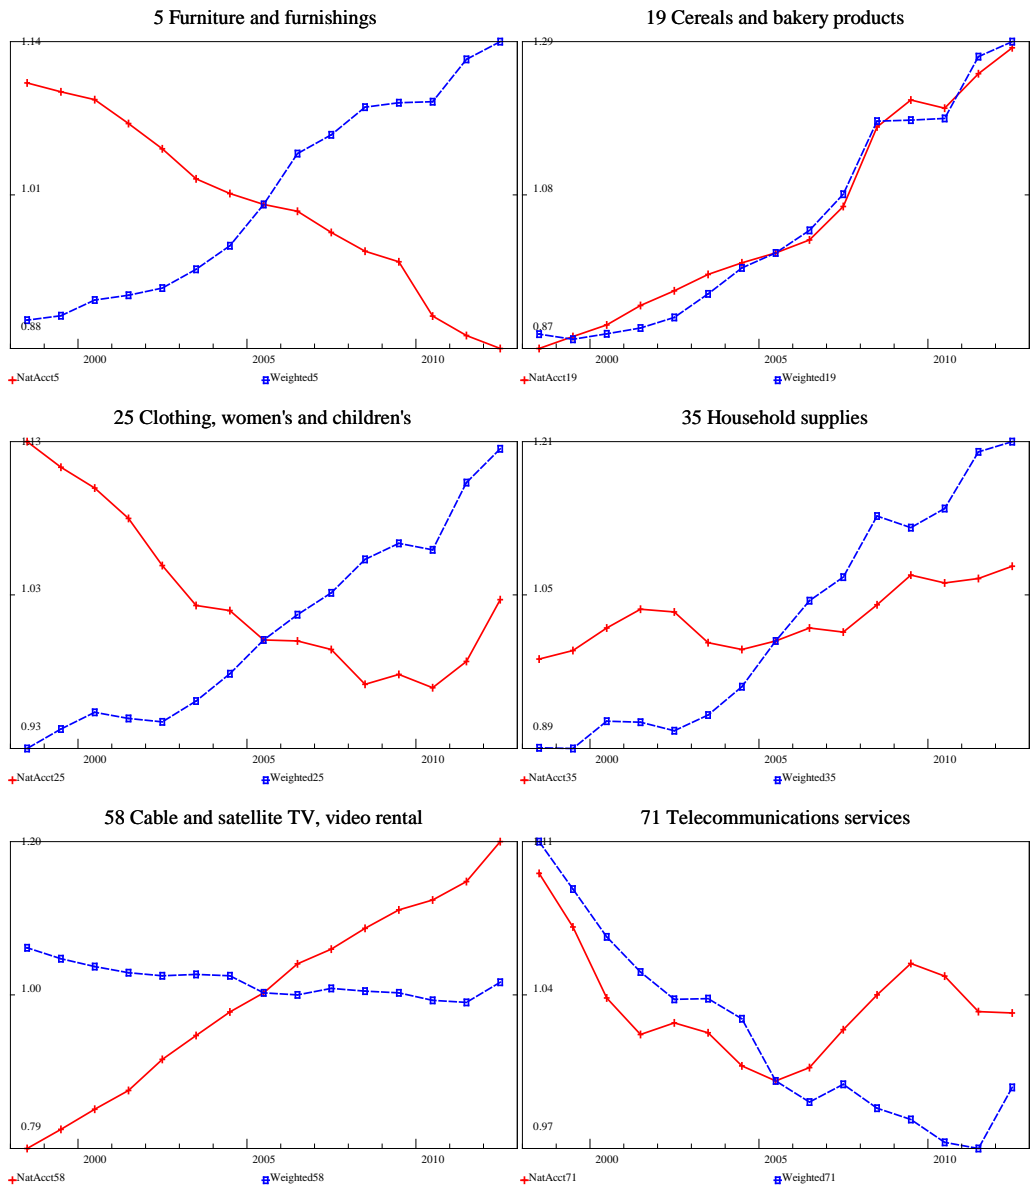 5 Furniture and furnishings
1.14
1.01
0.88
2000 2005 2010
NatAcct5 Weighted5
19 Cereals and bakery products
1.29
1.08
0.87
2000 2005 2010
NatAcct19 Weighted19
25 Clothing, women's and children's
1.13
1.03
0.93
2000 2005 2010
NatAcct25 Weighted25
35 Household supplies
1.21
1.05
0.89
2000 2005 2010
NatAcct35 Weighted35
58 Cable and satellite TV, video rental
1.20
1.00
0.79
2000 2005 2010
NatAcct58 Weighted58
71 Telecommunications services
1.11
1.04
0.97
2000 2005 2010
NatAcct71 Weighted71